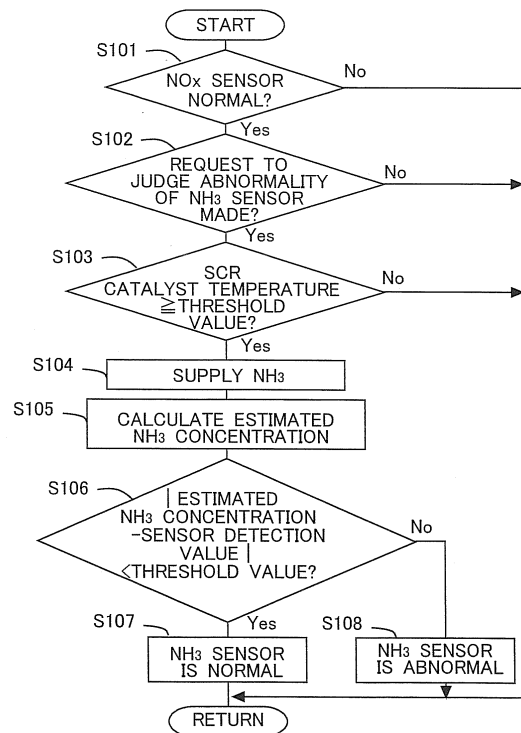 START
S101
NOx SENSOR
NORMAL?
No
Yes
S102
REQUEST TO
JUDGE ABNORMALITY
OF NH3 SENSOR
MADE?
No
Yes
S103
SCR
CATALYST TEMPERATURE
≧THRESHOLD
VALUE?
No
Yes
S104
SUPPLY NH3
S105
CALCULATE ESTIMATED
NH3 CONCENTRATION
S106
|ESTIMATED
NH3 CONCENTRATION
-SENSOR DETECTION
VALUE|
<THRESHOLD VALUE?
No
Yes
S107
NH3 SENSOR
IS NORMAL
S108
NH3 SENSOR
IS ABNORMAL
RETURN